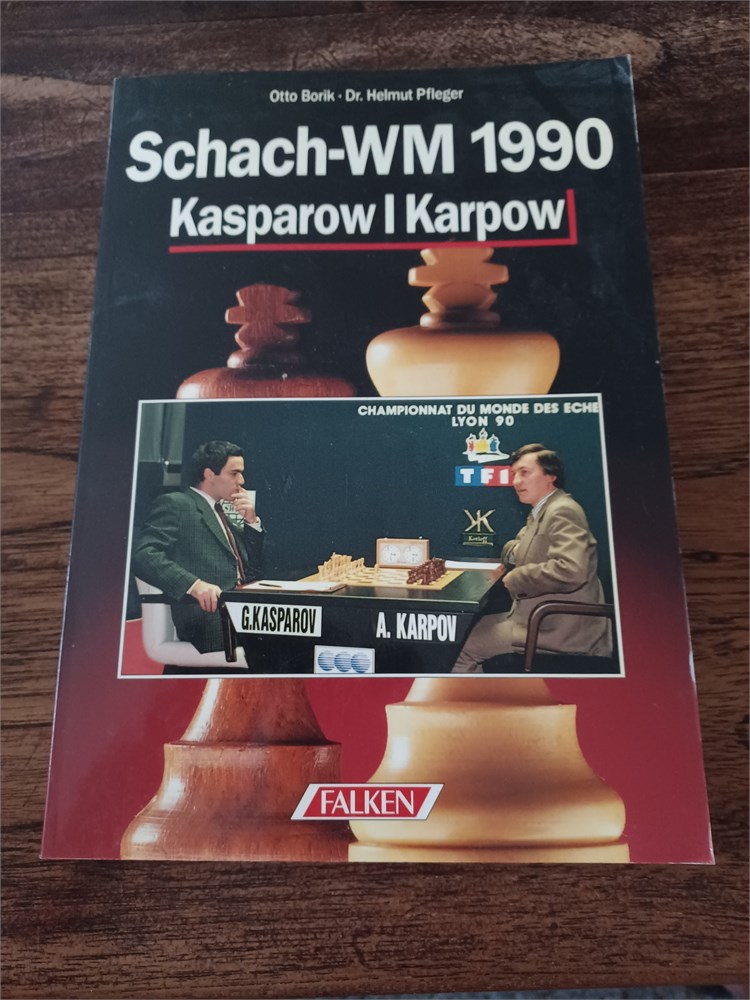 Otto Borik · Dr. Helmut Pfleger
Schach-WM 1990
Kasparow | Karpow
CHAMPIONNAT DU MONDE DES ECHE
LYON 90
TF1
G.KASPAROV
A. KARPOV
FALKEN